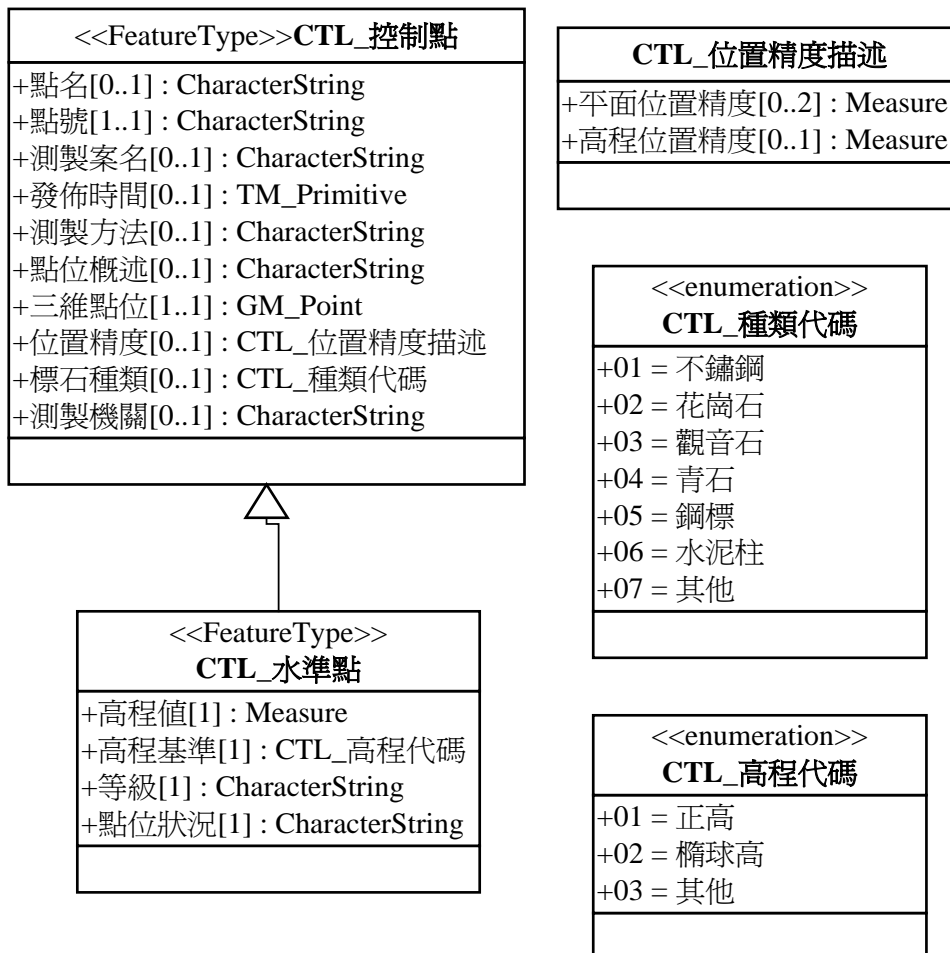 <<FeatureType>>CTL_控制點
+點名[0..1] : CharacterString
+點號[1..1] : CharacterString
+測製案名[0..1] : CharacterString
+發佈時間[0..1] : TM_Primitive
+測製方法[0..1] : CharacterString
+點位概述[0..1] : CharacterString
+三維點位[1..1] : GM_Point
+位置精度[0..1] : CTL_位置精度描述
+標石種類[0..1] : CTL_種類代碼
+測製機關[0..1] : CharacterString
<<FeatureType>>
CTL_水準點
+高程值[1] : Measure
+高程基準[1] : CTL_高程代碼
+等級[1] : CharacterString
+點位狀況[1] : CharacterString
CTL_位置精度描述
+平面位置精度[0..2] : Measure
+高程位置精度[0..1] : Measure
<<enumeration>>
CTL_種類代碼
+01 = 不鏽鋼
+02 = 花崗石
+03 = 觀音石
+04 = 青石
+05 = 鋼標
+06 = 水泥柱
+07 = 其他
<<enumeration>>
CTL_高程代碼
+01 = 正高
+02 = 橢球高
+03 = 其他